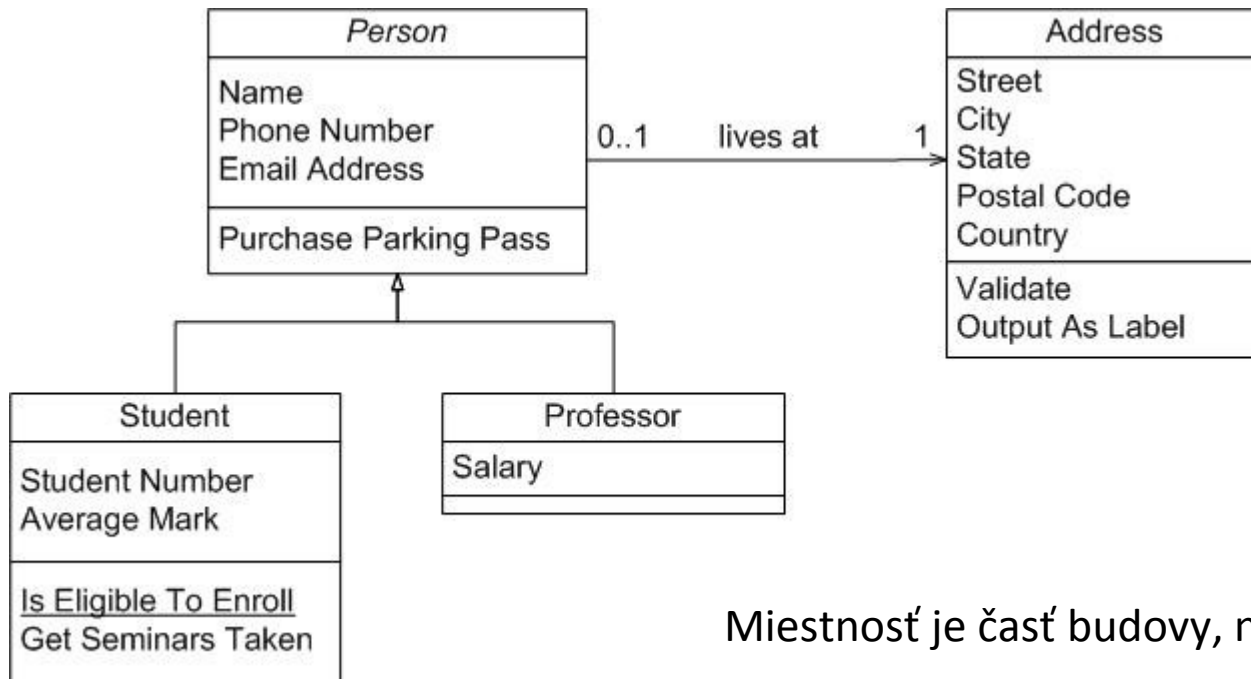 Person
Name
Phone Number
Email Address
Purchase Parking Pass
0..1 lives at 1
Address
Street
City
State
Postal Code
Country
Validate
Output As Label
Student
Student Number
Average Mark
Is Eligible To Enroll
Get Seminars Taken
Professor
Salary
Miestnosť je časť budovy,